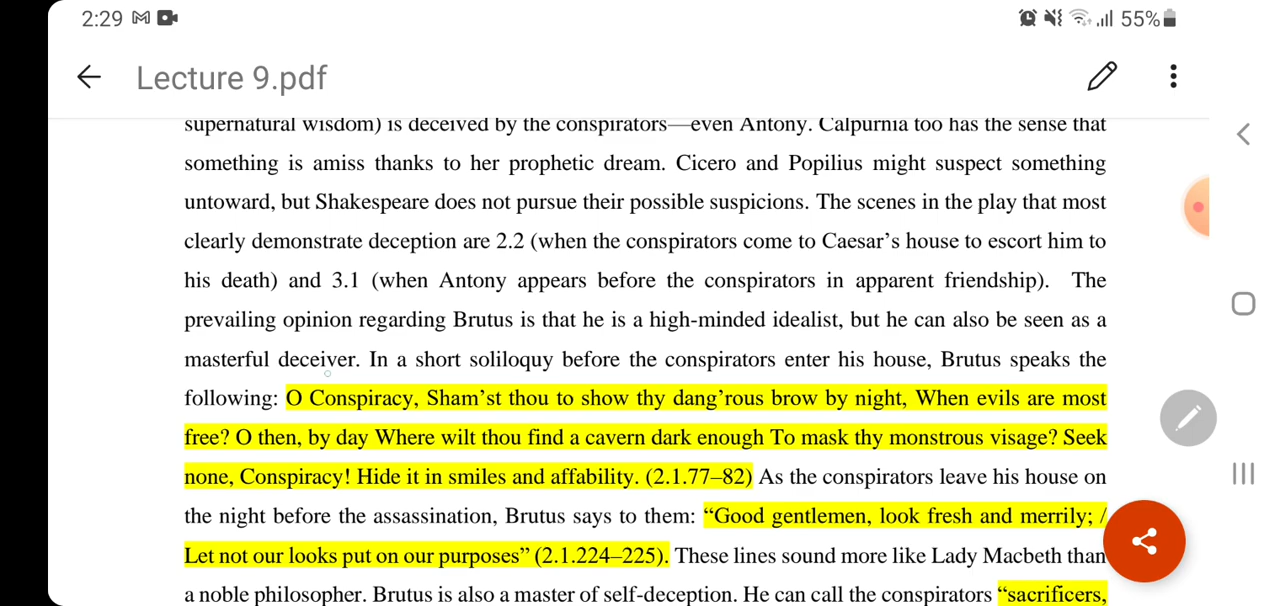 2:29
55%
Lecture 9.pdf
supernatural wisdom) is deceived by the conspirators—even Antony. Calpurnia too has the sense that
something is amiss thanks to her prophetic dream. Cicero and Popilius might suspect something
untoward, but Shakespeare does not pursue their possible suspicions. The scenes in the play that most
clearly demonstrate deception are 2.2 (when the conspirators come to Caesar’s house to escort him to
his death) and 3.1 (when Antony appears before the conspirators in apparent friendship). The
prevailing opinion regarding Brutus is that he is a high-minded idealist, but he can also be seen as a
masterful deceiver. In a short soliloquy before the conspirators enter his house, Brutus speaks the
following: O Conspiracy, Sham’st thou to show thy dang’rous brow by night, When evils are most
free? O then, by day Where wilt thou find a cavern dark enough To mask thy monstrous visage? Seek
none, Conspiracy! Hide it in smiles and affability. (2.1.77–82) As the conspirators leave his house on
the night before the assassination, Brutus says to them: “Good gentlemen, look fresh and merrily; /
Let not our looks put on our purposes” (2.1.224–225). These lines sound more like Lady Macbeth than
a noble philosopher. Brutus is also a master of self-deception. He can call the conspirators “sacrificers,